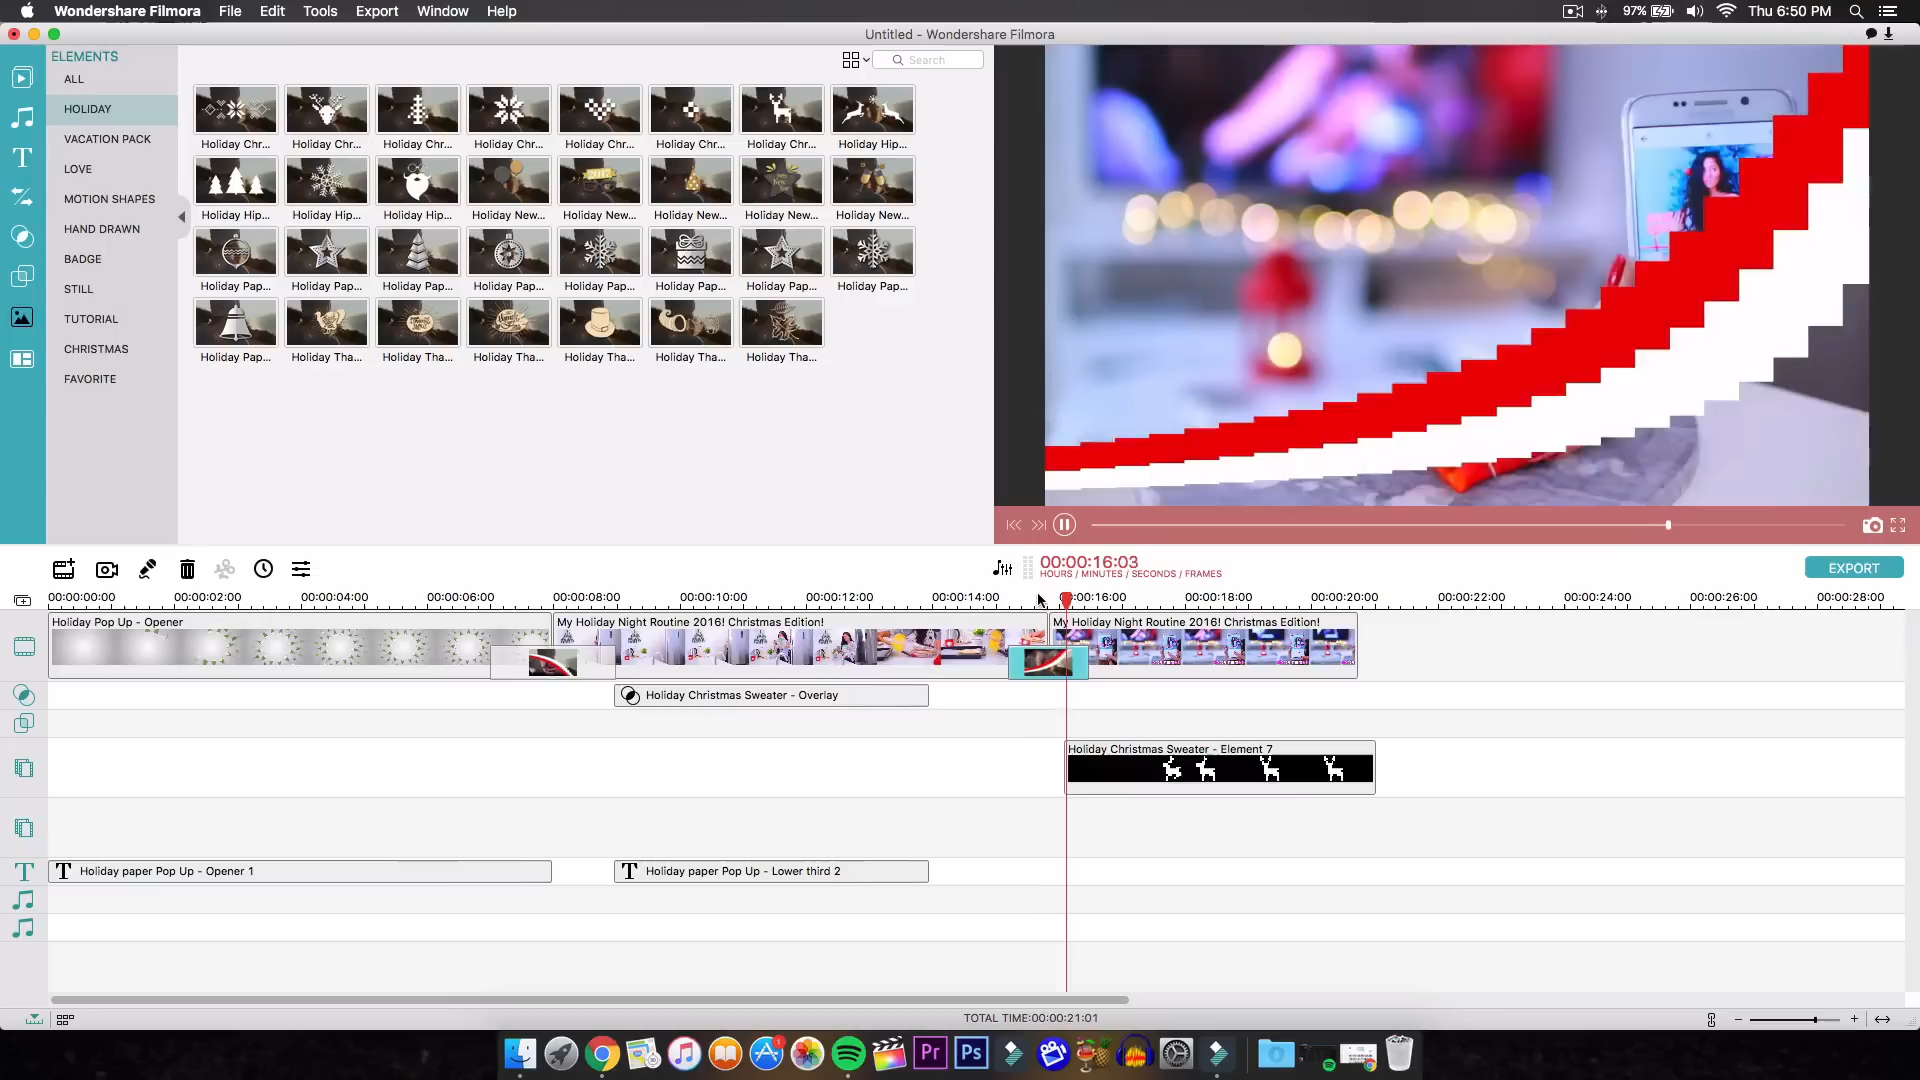 Wondershare Filmora File Edit Tools Export Window Help
97% Thu 6:50 PM
Untitled - Wondershare Filmora
ELEMENTS
ALL
HOLIDAY
VACATION PACK
LOVE
MOTION SHAPES
HAND DRAWN
BADGE
STILL
TUTORIAL
CHRISTMAS
FAVORITE
Search
Holiday Chr... Holiday Chr... Holiday Chr... Holiday Chr... Holiday Chr... Holiday Chr... Holiday Chr... Holiday Hip...
2017
Holiday Hip... Holiday Hip... Holiday Hip... Holiday New... Holiday New... Holiday New... Holiday New... Holiday New...
Holiday Pap... Holiday Pap... Holiday Pap... Holiday Pap... Holiday Pap... Holiday Pap... Holiday Pap... Holiday Pap...
Holiday Pap... Holiday Tha... Holiday Tha... Holiday Tha... Holiday Tha... Holiday Tha... Holiday Tha...
00:00:16:03
HOURS / MINUTES / SECONDS / FRAMES
EXPORT
00:00:00:00 00:00:02:00 00:00:04:00 00:00:06:00 00:00:08:00 00:00:10:00 00:00:12:00 00:00:14:00 00:00:16:00 00:00:18:00 00:00:20:00 00:00:22:00 00:00:24:00 00:00:26:00 00:00:28:00
Holiday Pop Up - Opener
My Holiday Night Routine 2016! Christmas Edition!
My Holiday Night Routine 2016! Christmas Edition!
Holiday Christmas Sweater - Overlay
Holiday Christmas Sweater - Element 7
T Holiday paper Pop Up - Opener 1
T Holiday paper Pop Up - Lower third 2
TOTAL TIME:00:00:21:01
1
Pr Ps